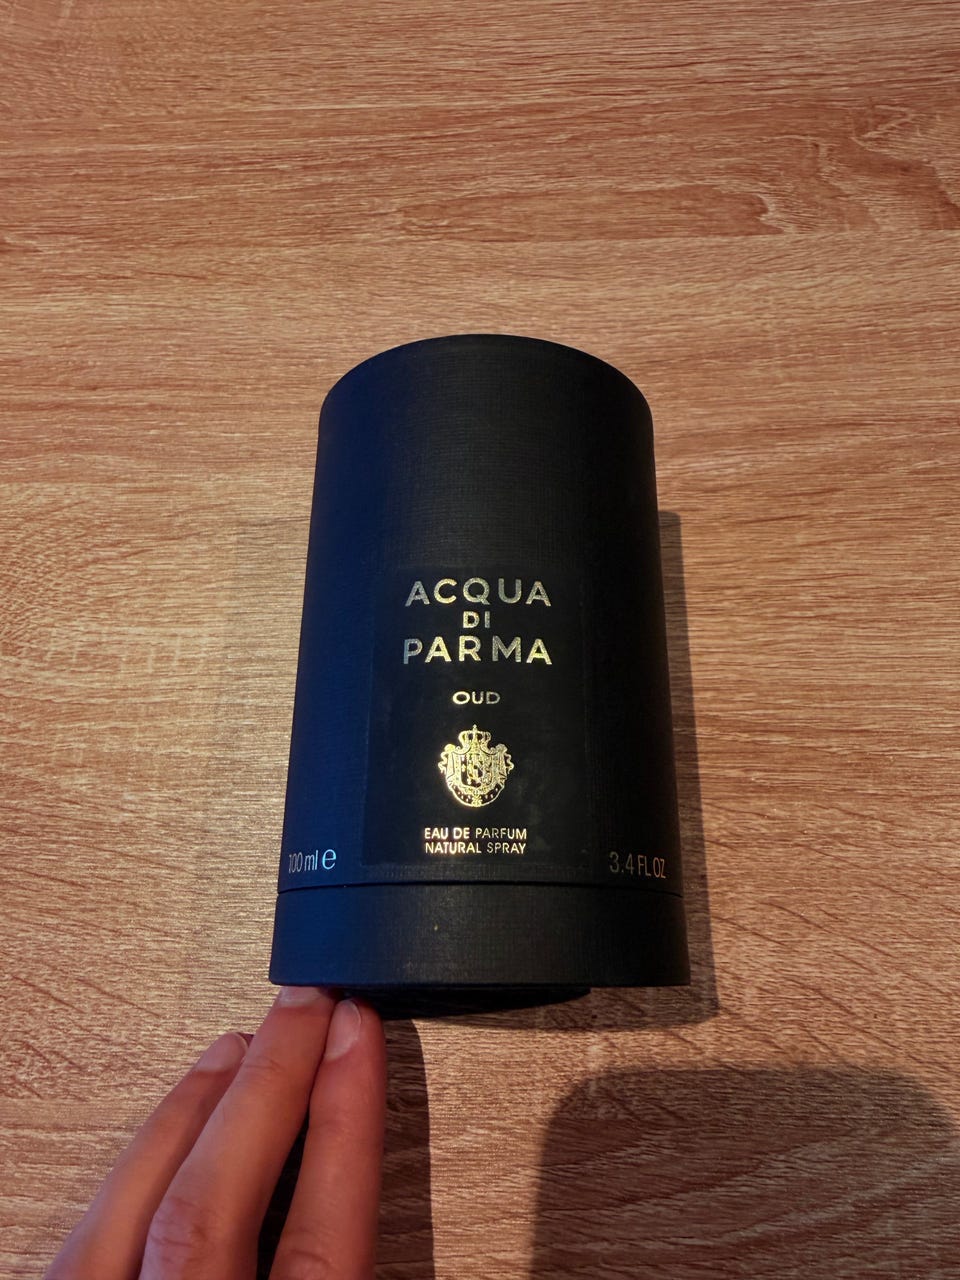 ACQUA
DI
PARMA
OUD
EAU DE PARFUM
NATURAL SPRAY
100 ml e
3.4 FL OZ